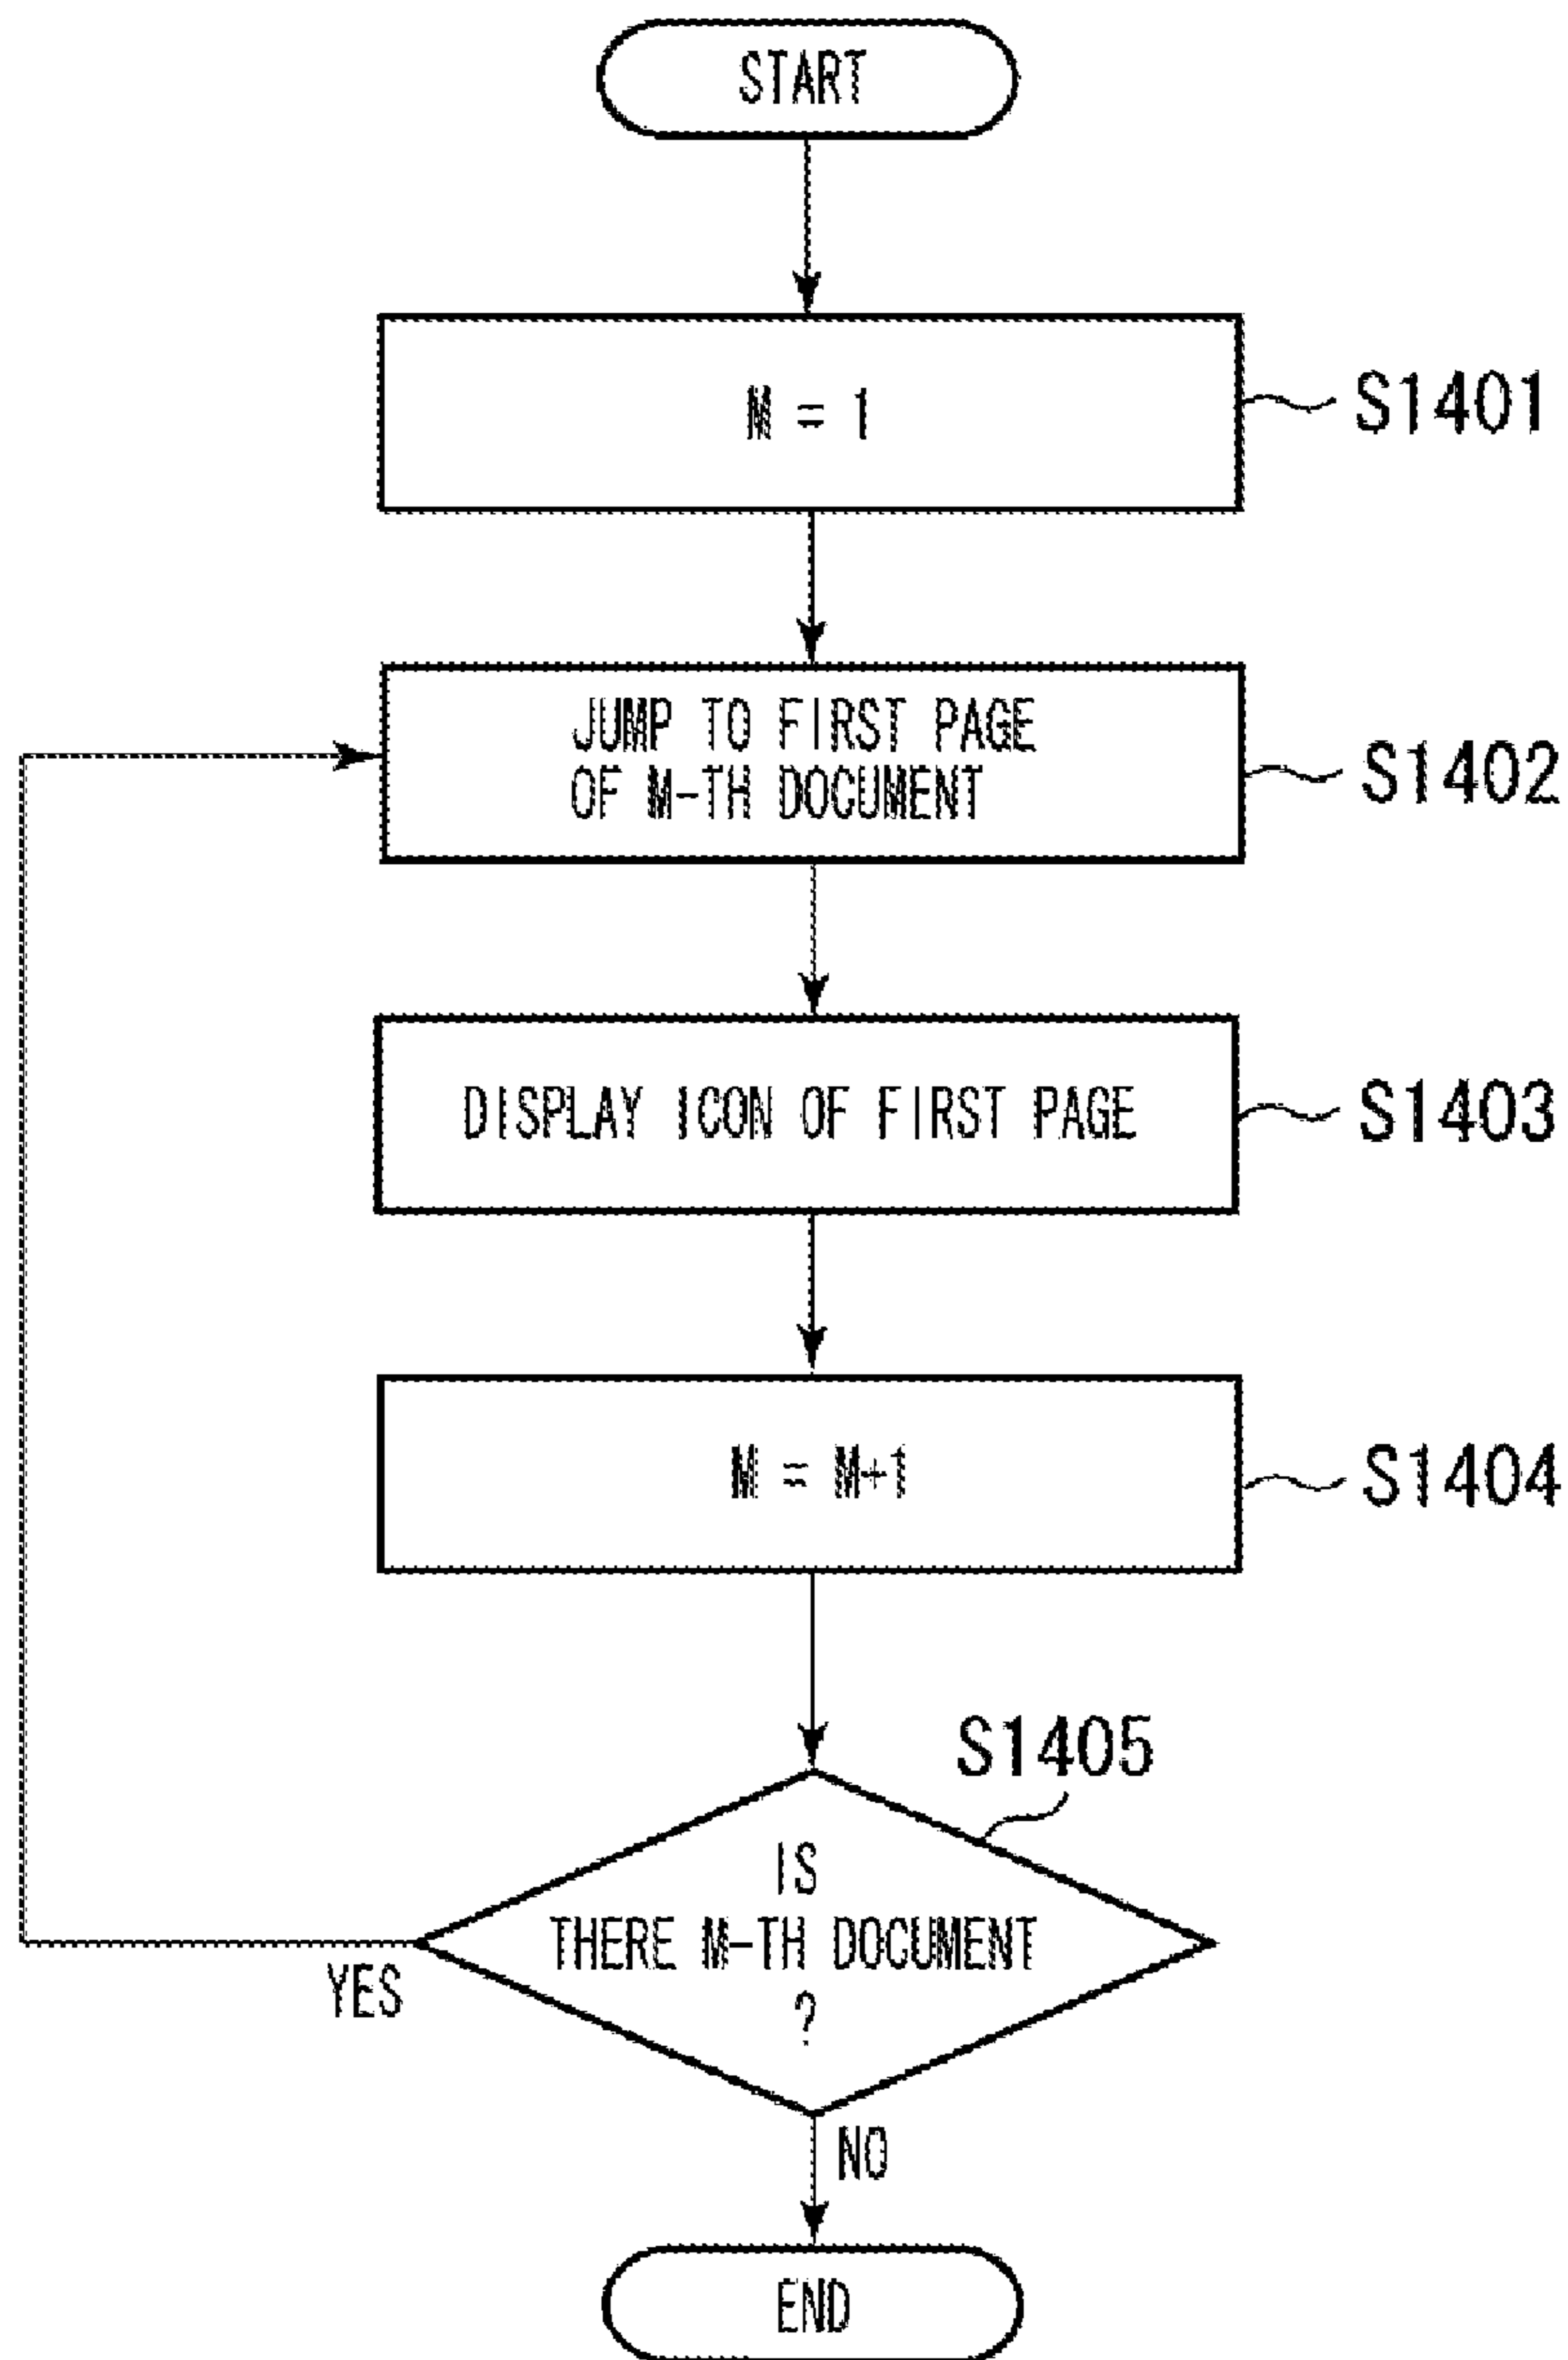 START
M = 1
S1401
JUMP TO FIRST PAGE
OF M-TH DOCUMENT
S1402
DISPLAY ICON OF FIRST PAGE
S1403
M = M+1
S1404
S1405
IS
THERE M-TH DOCUMENT
?
YES
NO
END